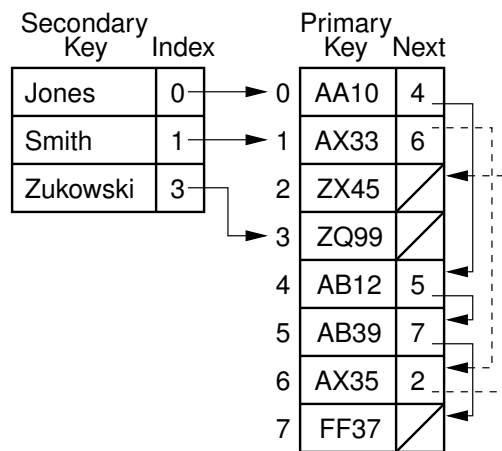 Secondary Key Index
Jones 0
Smith 1
Zukowski 3
Primary Key Next
0 AA10 4
1 AX33 6
2 ZX45
3 ZQ99
4 AB12 5
5 AB39 7
6 AX35 2
7 FF37